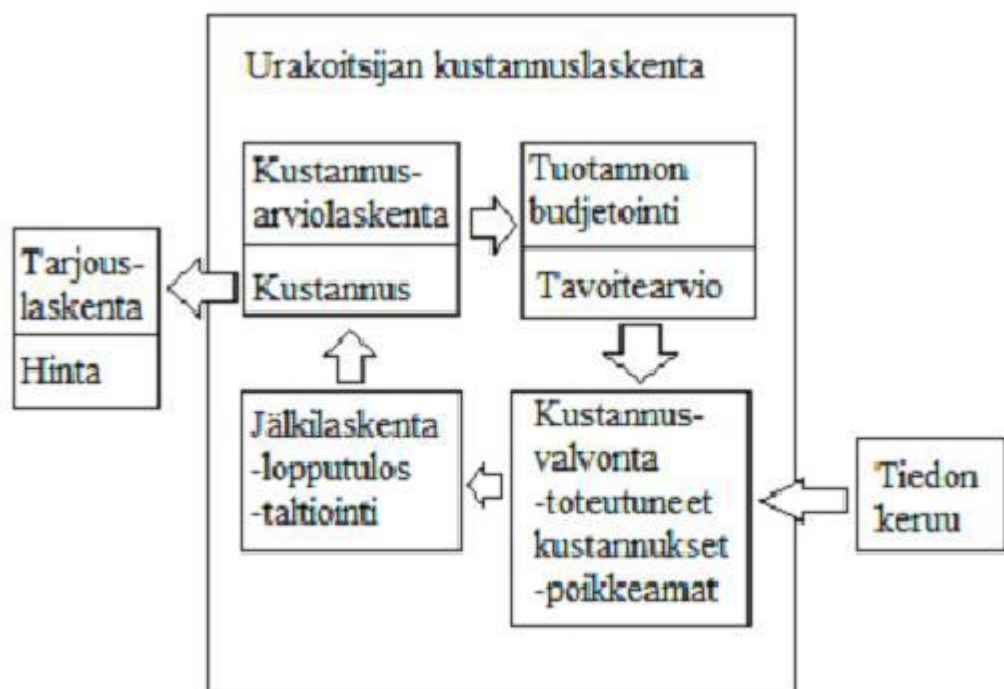 Urakoitsijan kustannuslaskenta
Kustannus-
arviolaskenta
Kustannus
Tuotannon
budjetointi
Tavoitearvio
Tarjous-
laskenta
Hinta
Jälkilaskenta
-lopputulos
-taltiointi
Kustannus-
valvonta
-toteutuneet
kustannukset
-poikkeamat
Tiedon
keruu